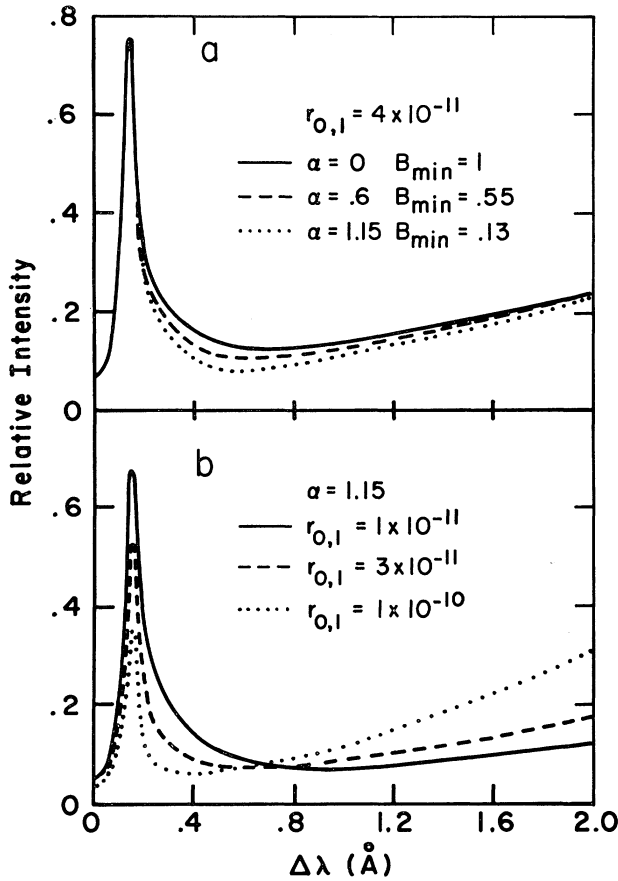 .8
a
r0,1 = 4 x 10-11
α = 0 Bmin = 1
.6
α = .6 Bmin = .55
α = 1.15 Bmin = .13
.4
.2
0
Relative Intensity
b
α = 1.15
.6
r0,1 = 1 x 10-11
r0,1 = 3 x 10-11
.4
r0,1 = 1 x 10-10
.2
0
0 .4 .8 1.2 1.6 2.0
Δλ (Å)